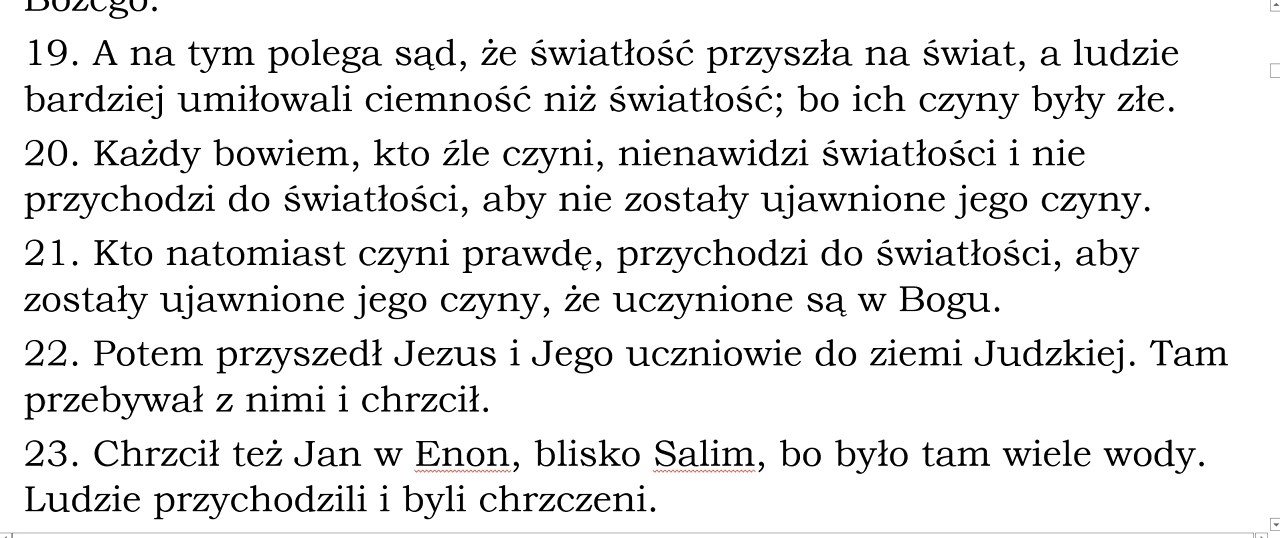 Bożego.
19. A na tym polega sąd, że światłość przyszła na świat, a ludzie
bardziej umiłowali ciemność niż światłość; bo ich czyny były złe.
20. Każdy bowiem, kto źle czyni, nienawidzi światłości i nie
przychodzi do światłości, aby nie zostały ujawnione jego czyny.
21. Kto natomiast czyni prawdę, przychodzi do światłości, aby
zostały ujawnione jego czyny, że uczynione są w Bogu.
22. Potem przyszedł Jezus i Jego uczniowie do ziemi Judzkiej. Tam
przebywał z nimi i chrzcił.
23. Chrzcił też Jan w Enon, blisko Salim, bo było tam wiele wody.
Ludzie przychodzili i byli chrzczeni.